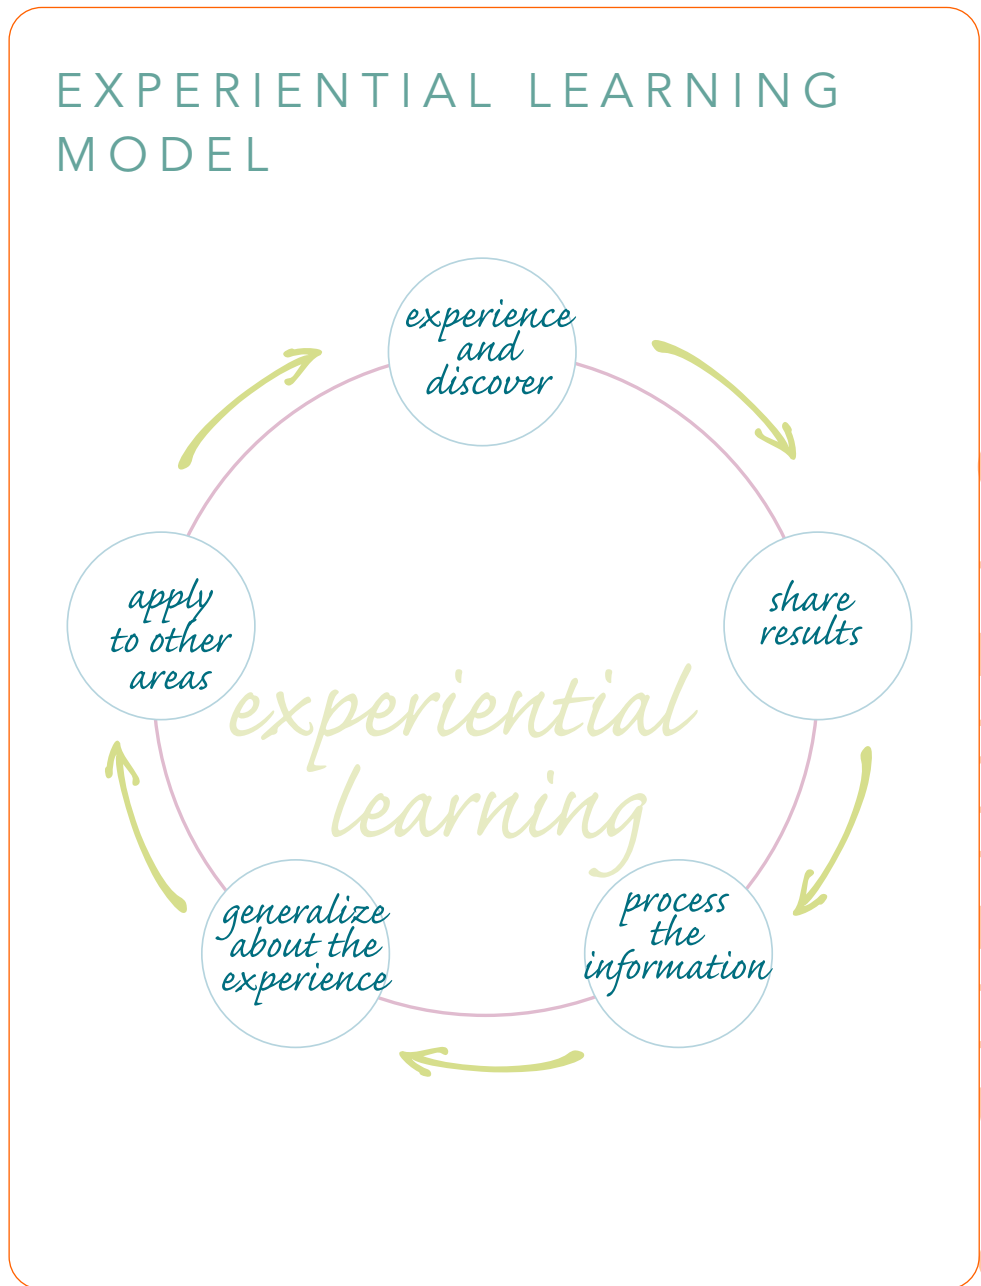 EXPERIENTIAL LEARNING
MODEL
experience
and
discover
share
results
process
the
information
generalize
about the
experience
apply
to other
areas
experiential
learning